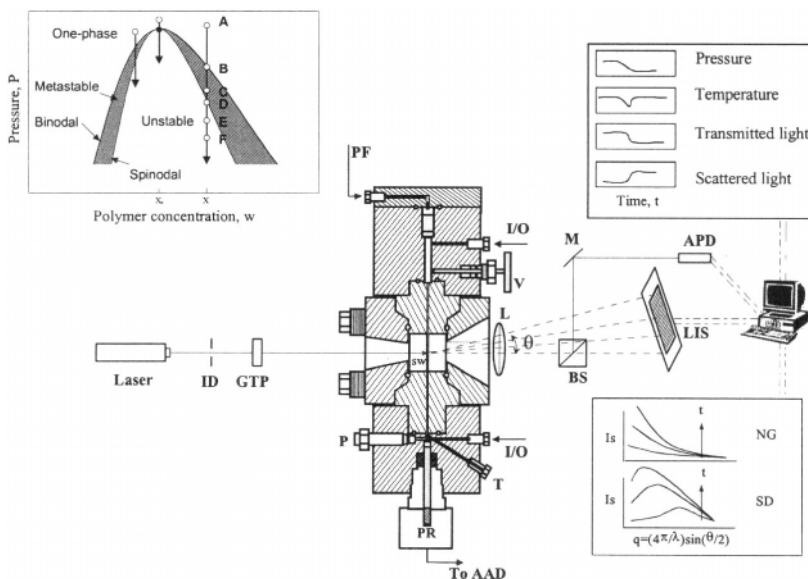 One-phase
A
B
C
D
E
F
Metastable
Unstable
Binodal
Spinodal
Pressure, P
Polymer concentration, w
Pressure
Temperature
Transmitted light
Scattered light
Time, t
PF
I/O
V
M
APD
L
θ
LIS
BS
SW
Laser
ID
GTP
P
I/O
T
PR
To AAD
t
Is
NG
t
Is
SD
q=(4π/λ)sin(θ/2)